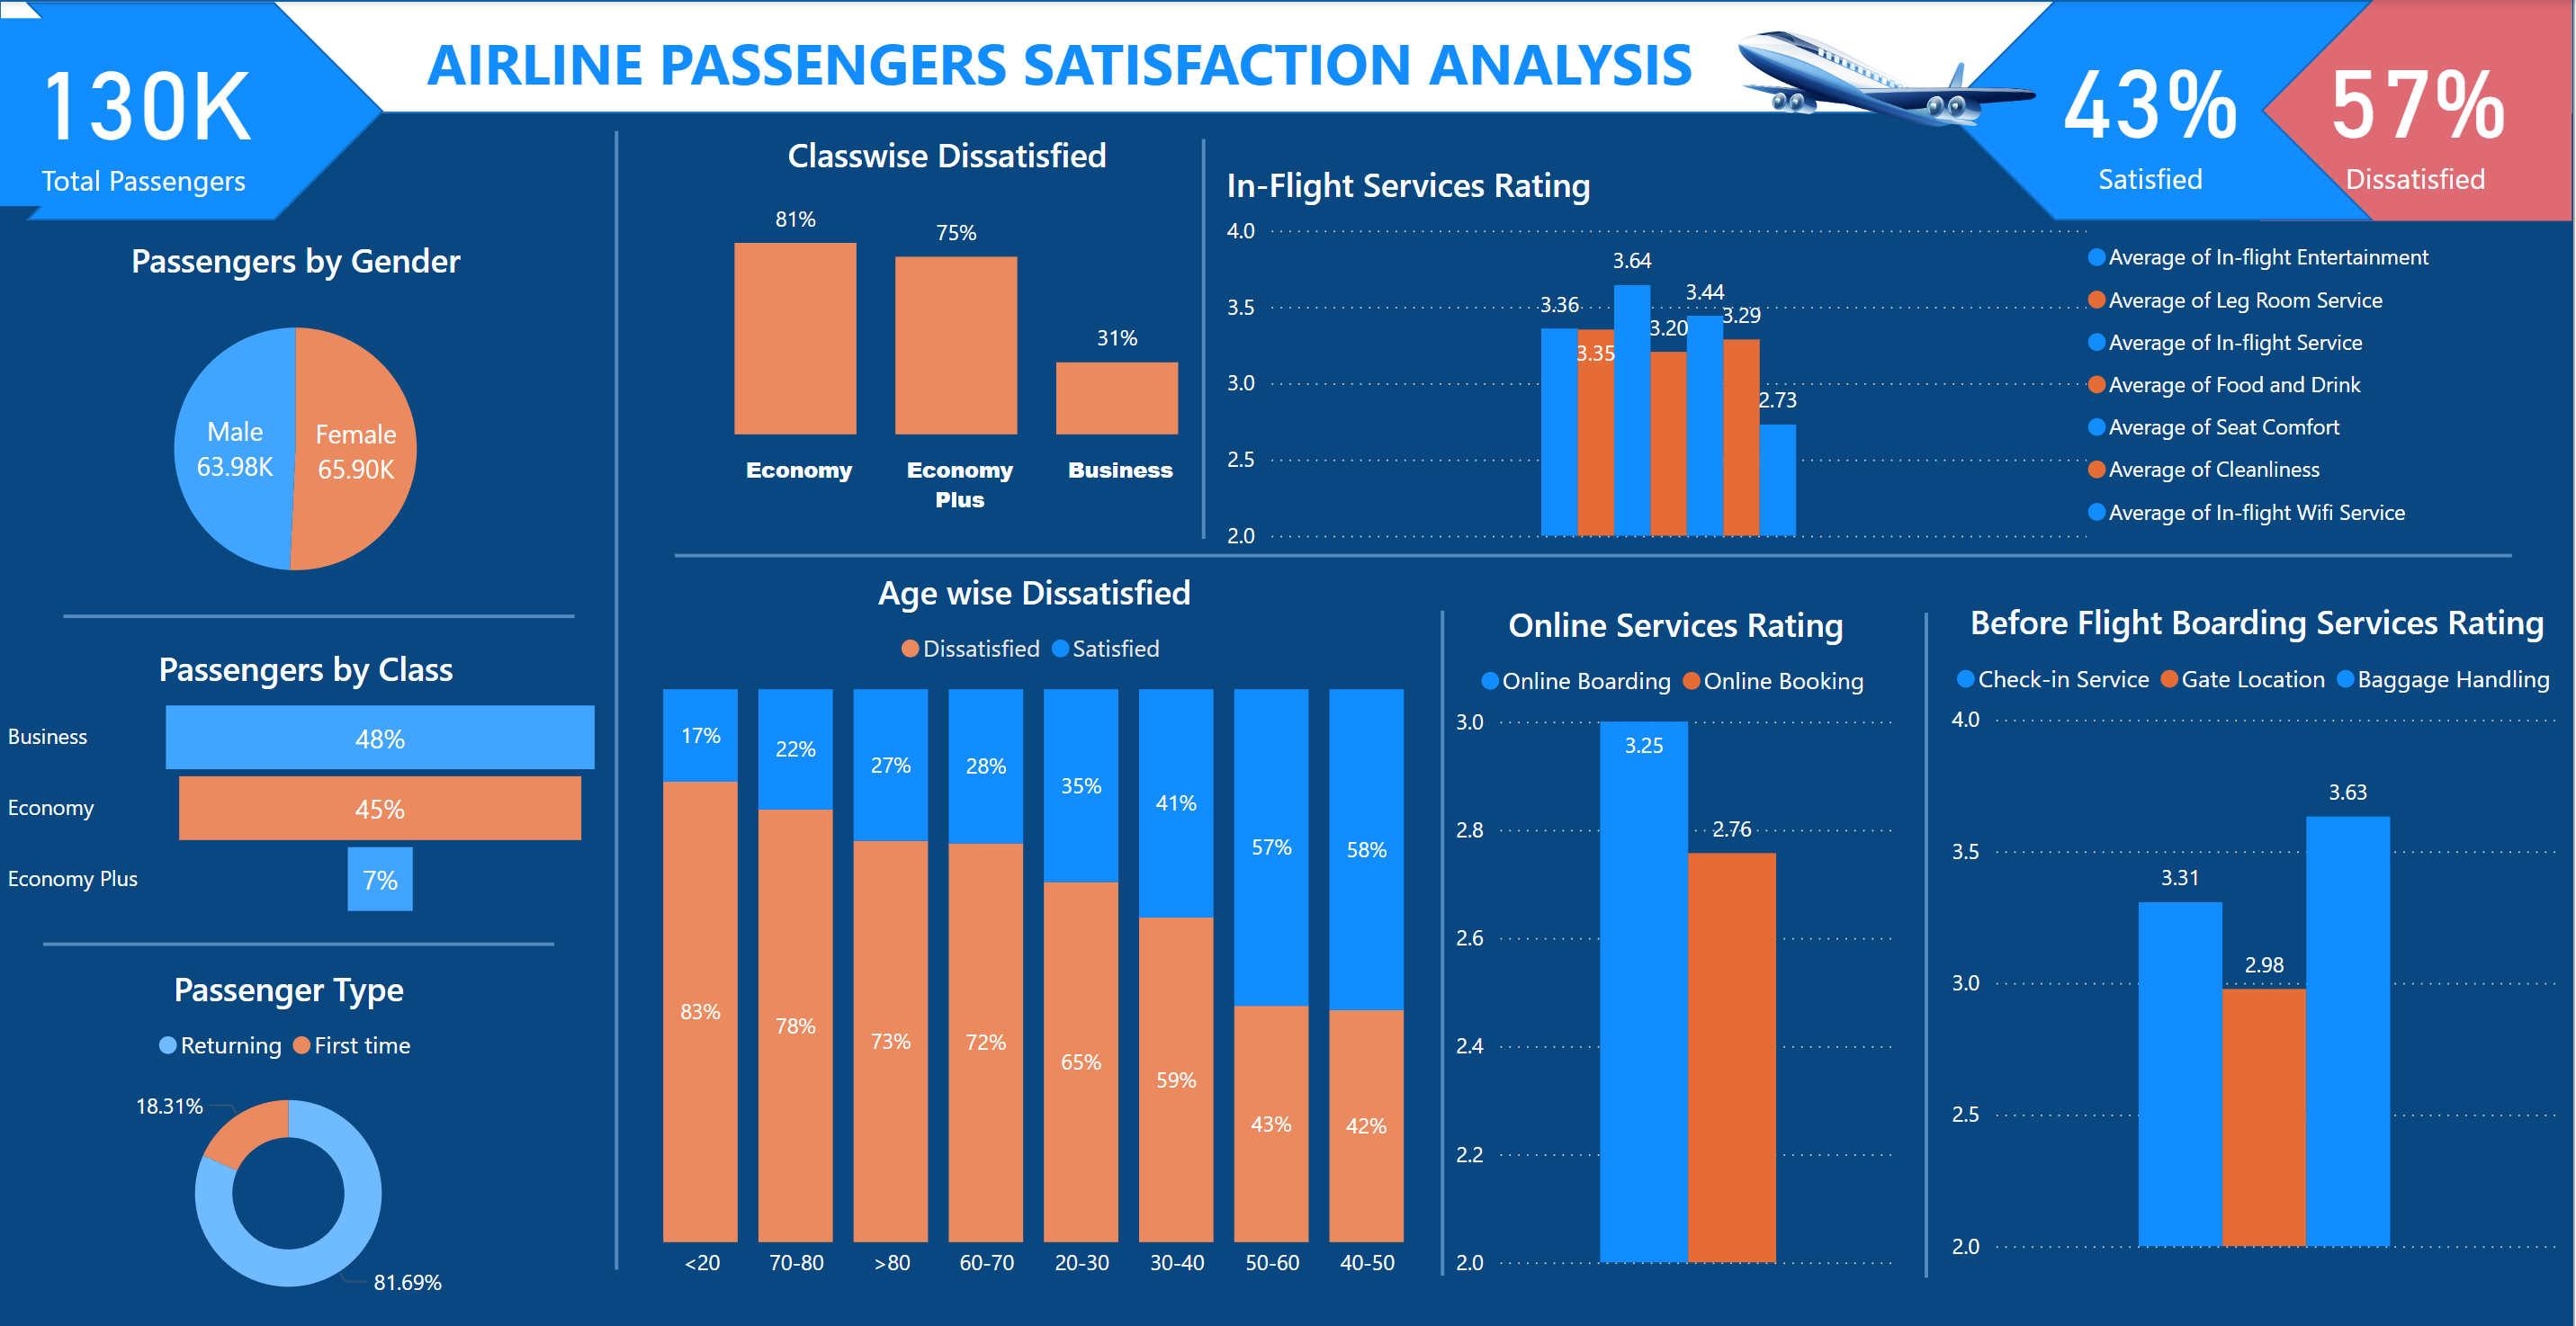 130K
Total Passengers
AIRLINE PASSENGERS SATISFACTION ANALYSIS
43%
Satisfied
57%
Dissatisfied
Passengers by Gender
Male
63.98K
Female
65.90K
Passengers by Class
Business
48%
Economy
45%
Economy Plus
7%
Passenger Type
Returning First time
18.31%
81.69%
Classwise Dissatisfied
81%
75%
31%
Economy
Economy
Plus
Business
In-Flight Services Rating
4.0
3.5
3.0
2.5
2.0
3.36
3.35
3.64
3.20
3.44
3.29
2.73
Average of In-flight Entertainment
Average of Leg Room Service
Average of In-flight Service
Average of Food and Drink
Average of Seat Comfort
Average of Cleanliness
Average of In-flight Wifi Service
Age wise Dissatisfied
Dissatisfied Satisfied
17%
22%
27%
28%
35%
41%
57%
58%
83%
78%
73%
72%
65%
59%
43%
42%
<20
70-80
>80
60-70
20-30
30-40
50-60
40-50
Online Services Rating
Online Boarding Online Booking
3.0
2.8
2.6
2.4
2.2
2.0
3.25
2.76
Before Flight Boarding Services Rating
Check-in Service Gate Location Baggage Handling
4.0
3.5
3.0
2.5
2.0
3.31
2.98
3.63